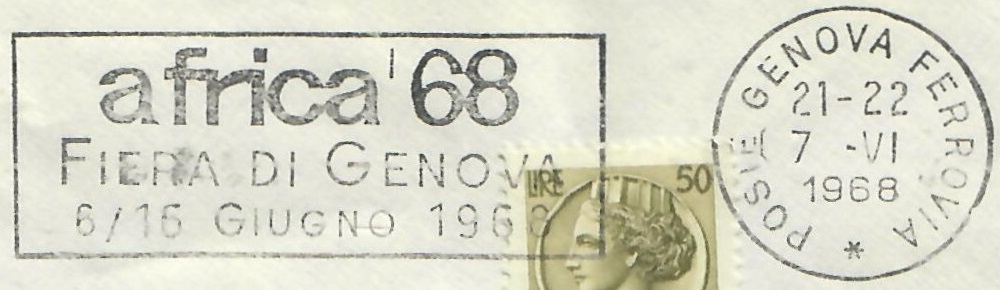 africa '68
FIERA DI GENOVA
6/16 GIUGNO 1968
LIRE 50
POSTE GENOVA FERROVIA
21-22
7 -VI
1968
*